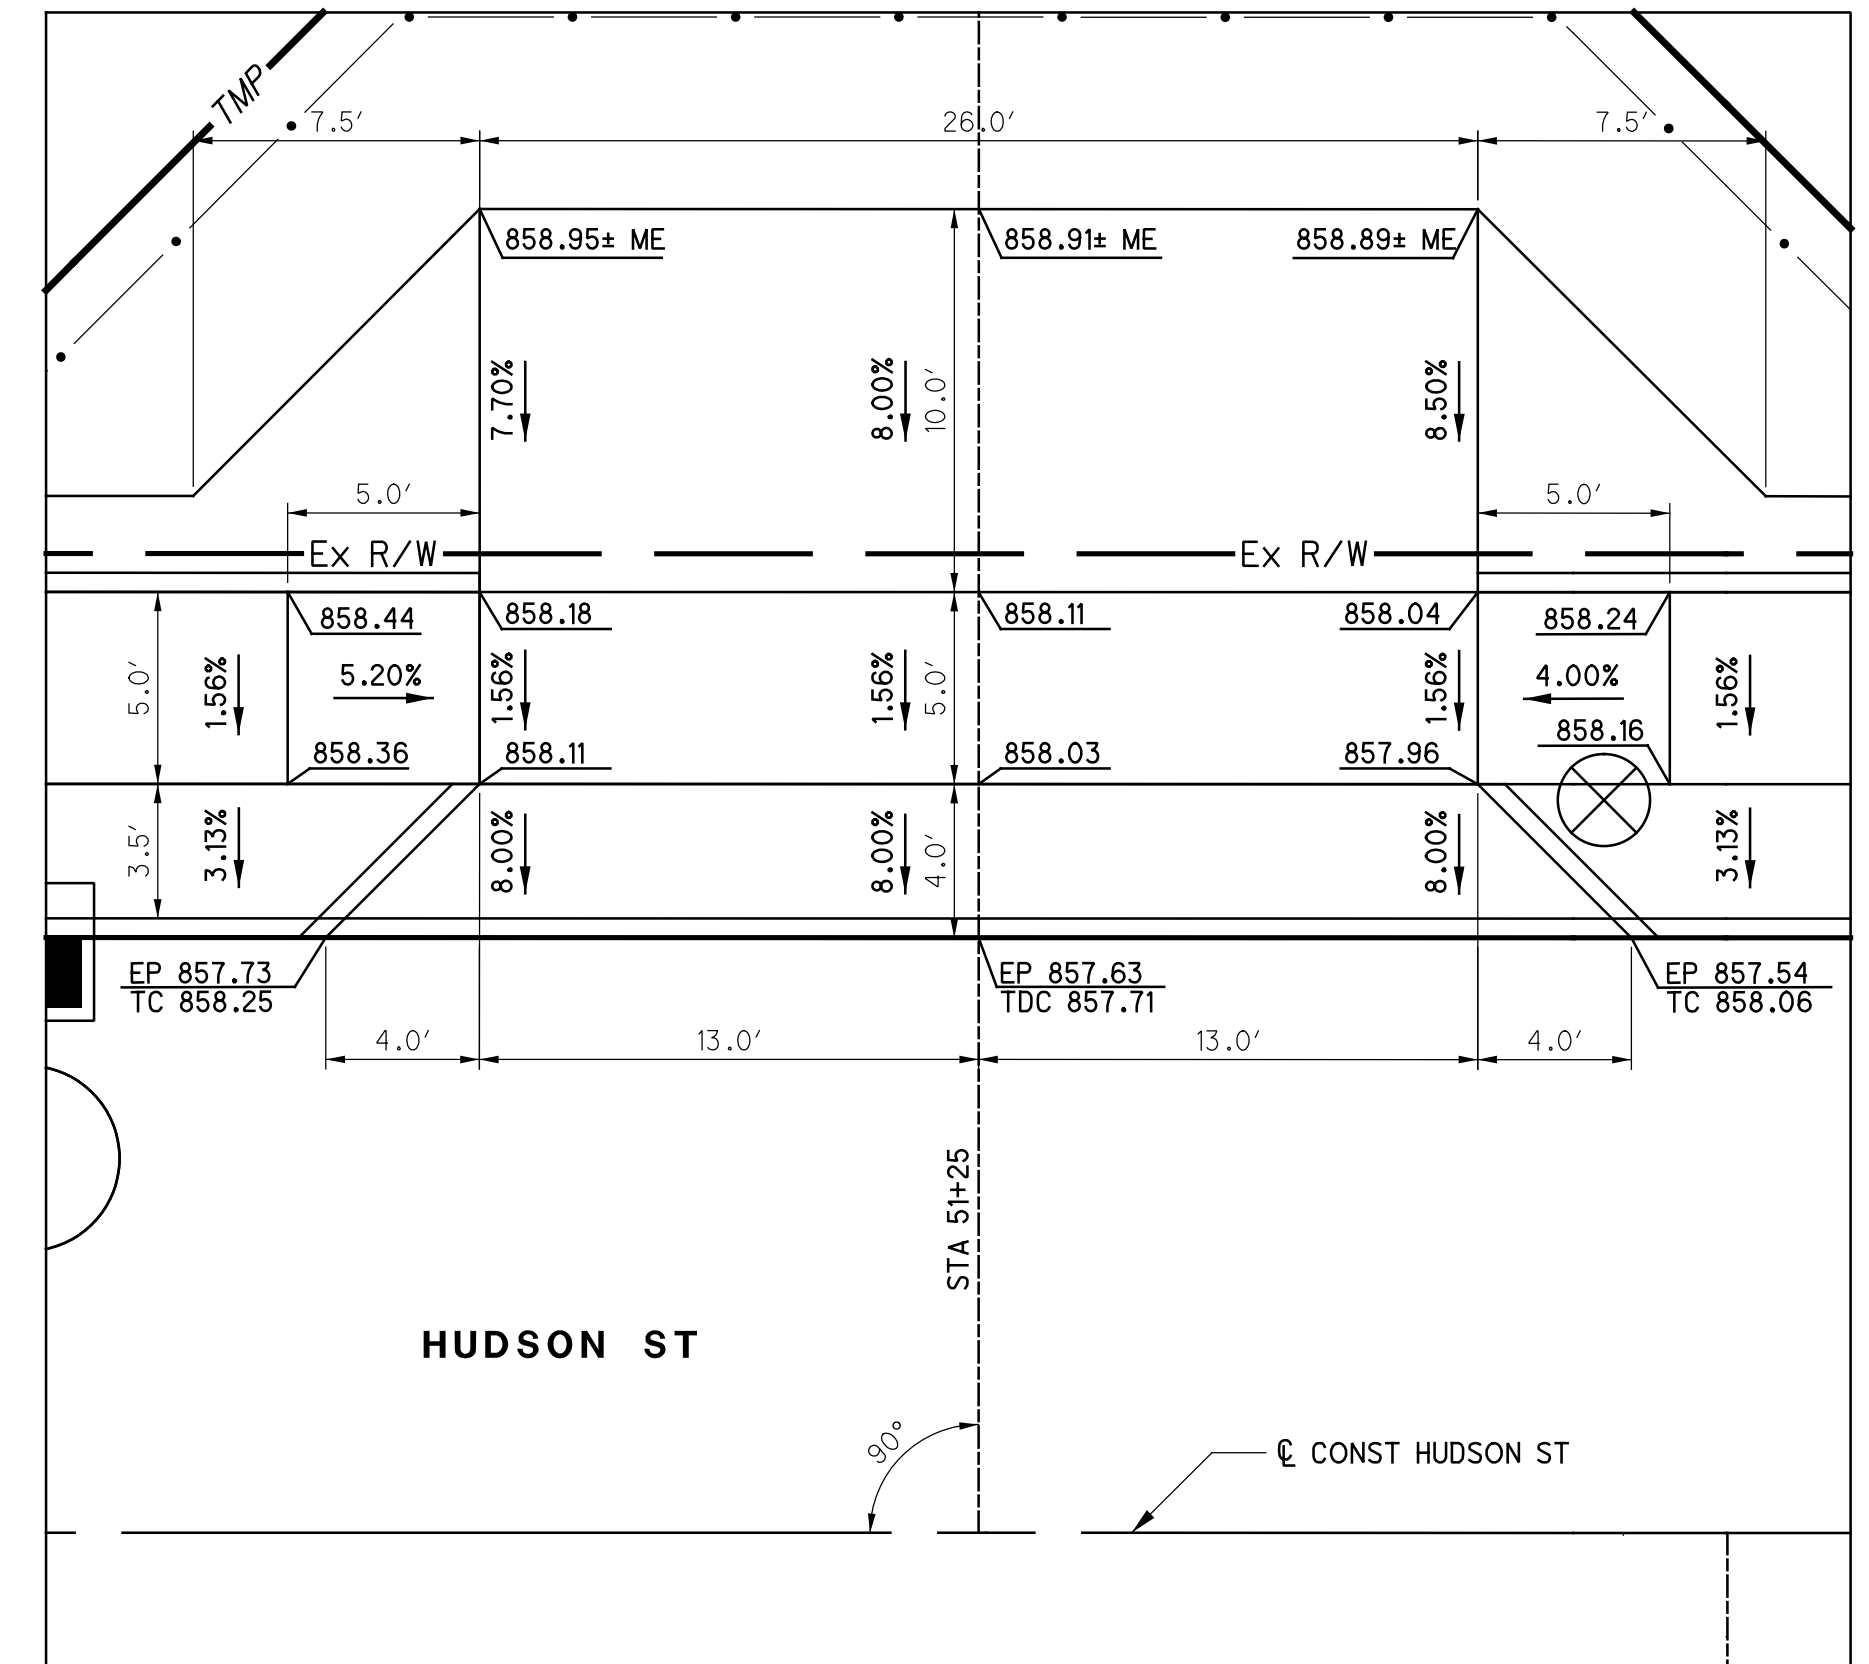 TMP
7.5′
26.0′
7.5′
858.95± ME
858.91± ME
858.89± ME
7.70%
8.00%
10.0′
8.50%
5.0′
5.0′
Ex R/W
Ex R/W
858.44
858.18
858.11
858.04
858.24
5.0′
1.56%
5.20%
1.56%
1.56%
5.0′
1.56%
4.00%
1.56%
858.16
858.36
858.11
858.03
857.96
3.5′
3.13%
8.00%
8.00%
4.0′
8.00%
3.13%
EP 857.73
TC 858.25
EP 857.63
TDC 857.71
EP 857.54
TC 858.06
4.0′
13.0′
13.0′
4.0′
STA 51+25
HUDSON ST
90°
℄ CONST HUDSON ST